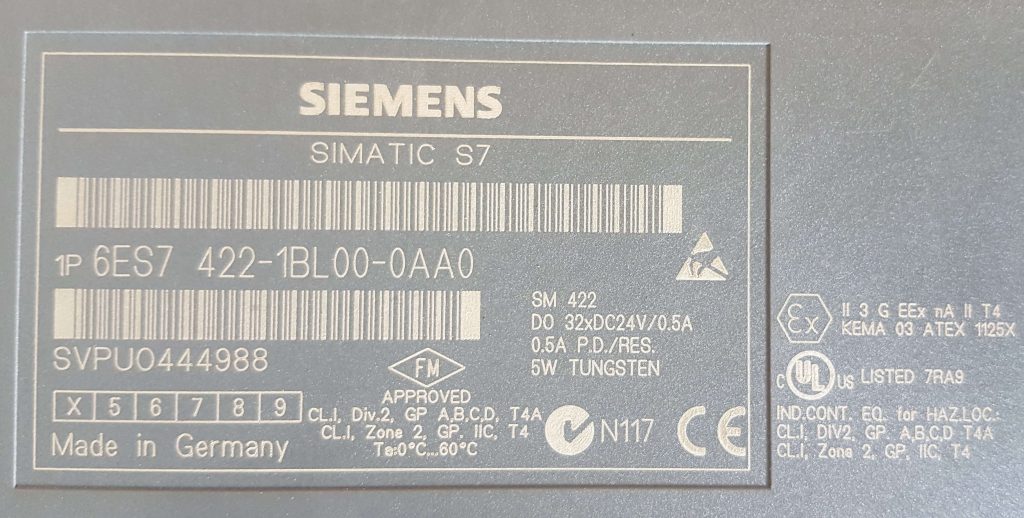 SIEMENS
SIMATIC S7
1P 6ES7 422-1BL00-0AA0
SM 422
DO 32xDC24V/0.5A
0.5A P.D./RES.
5W TUNGSTEN
SVPU0444988
FM
APPROVED
CL.I, Div.2, GP A,B,C,D, T4A
CL.I, Zone 2, GP, IIC, T4
Ta:0°C...60°C
X 5 6 7 8 9
Made in Germany
N117
CE
Ex
II 3 G EEx nA II T4
KEMA 03 ATEX 1125X
C UL US LISTED 7RA9
IND.CONT. EQ. for HAZ.LOC.:
CL.I, DIV2, GP. A,B,C,D T4A
CL.I, Zone 2, GP, IIC, T4